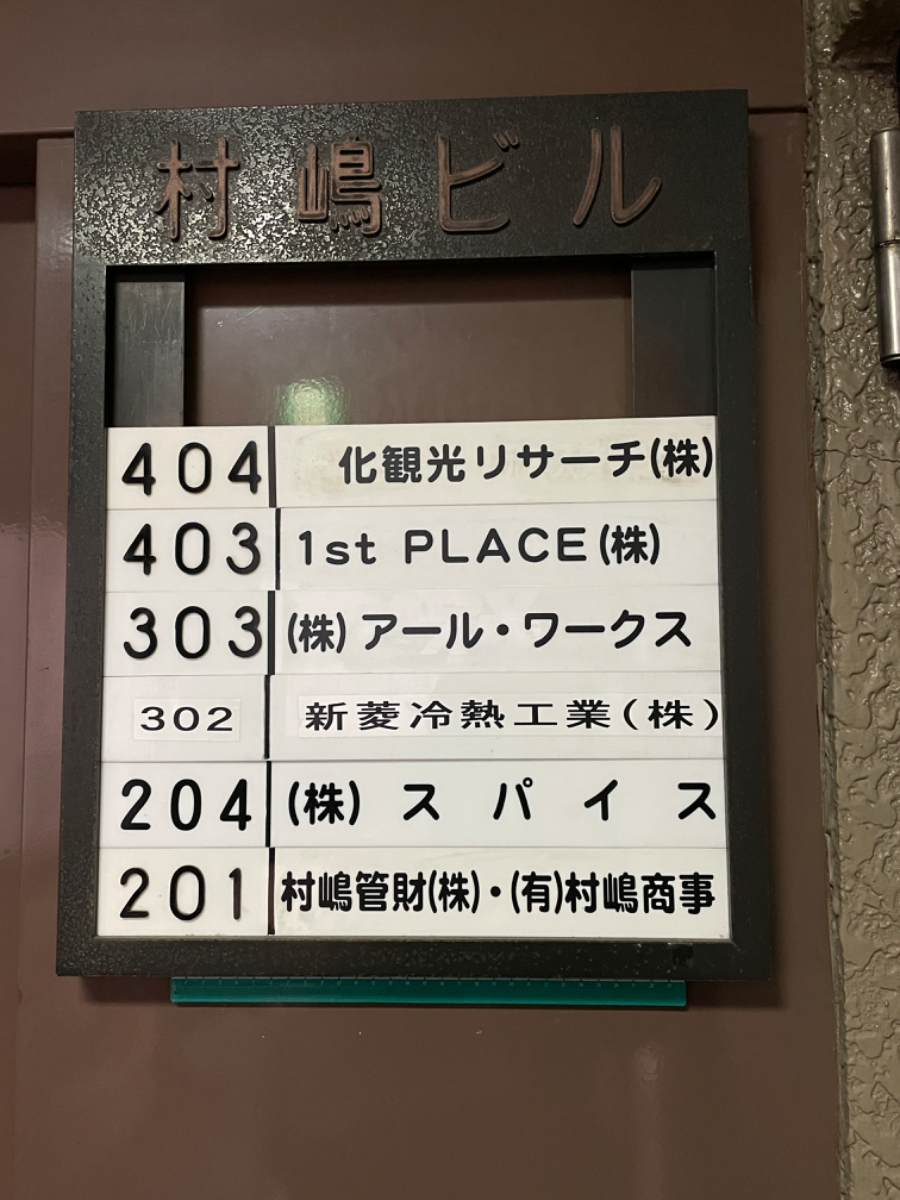 村嶋ビル
404 化観光リサーチ(株)
403 1st PLACE(株)
303 (株)アール・ワークス
302 新菱冷熱工業(株)
204 (株)スパイス
201 村嶋管財(株)・(有)村嶋商事